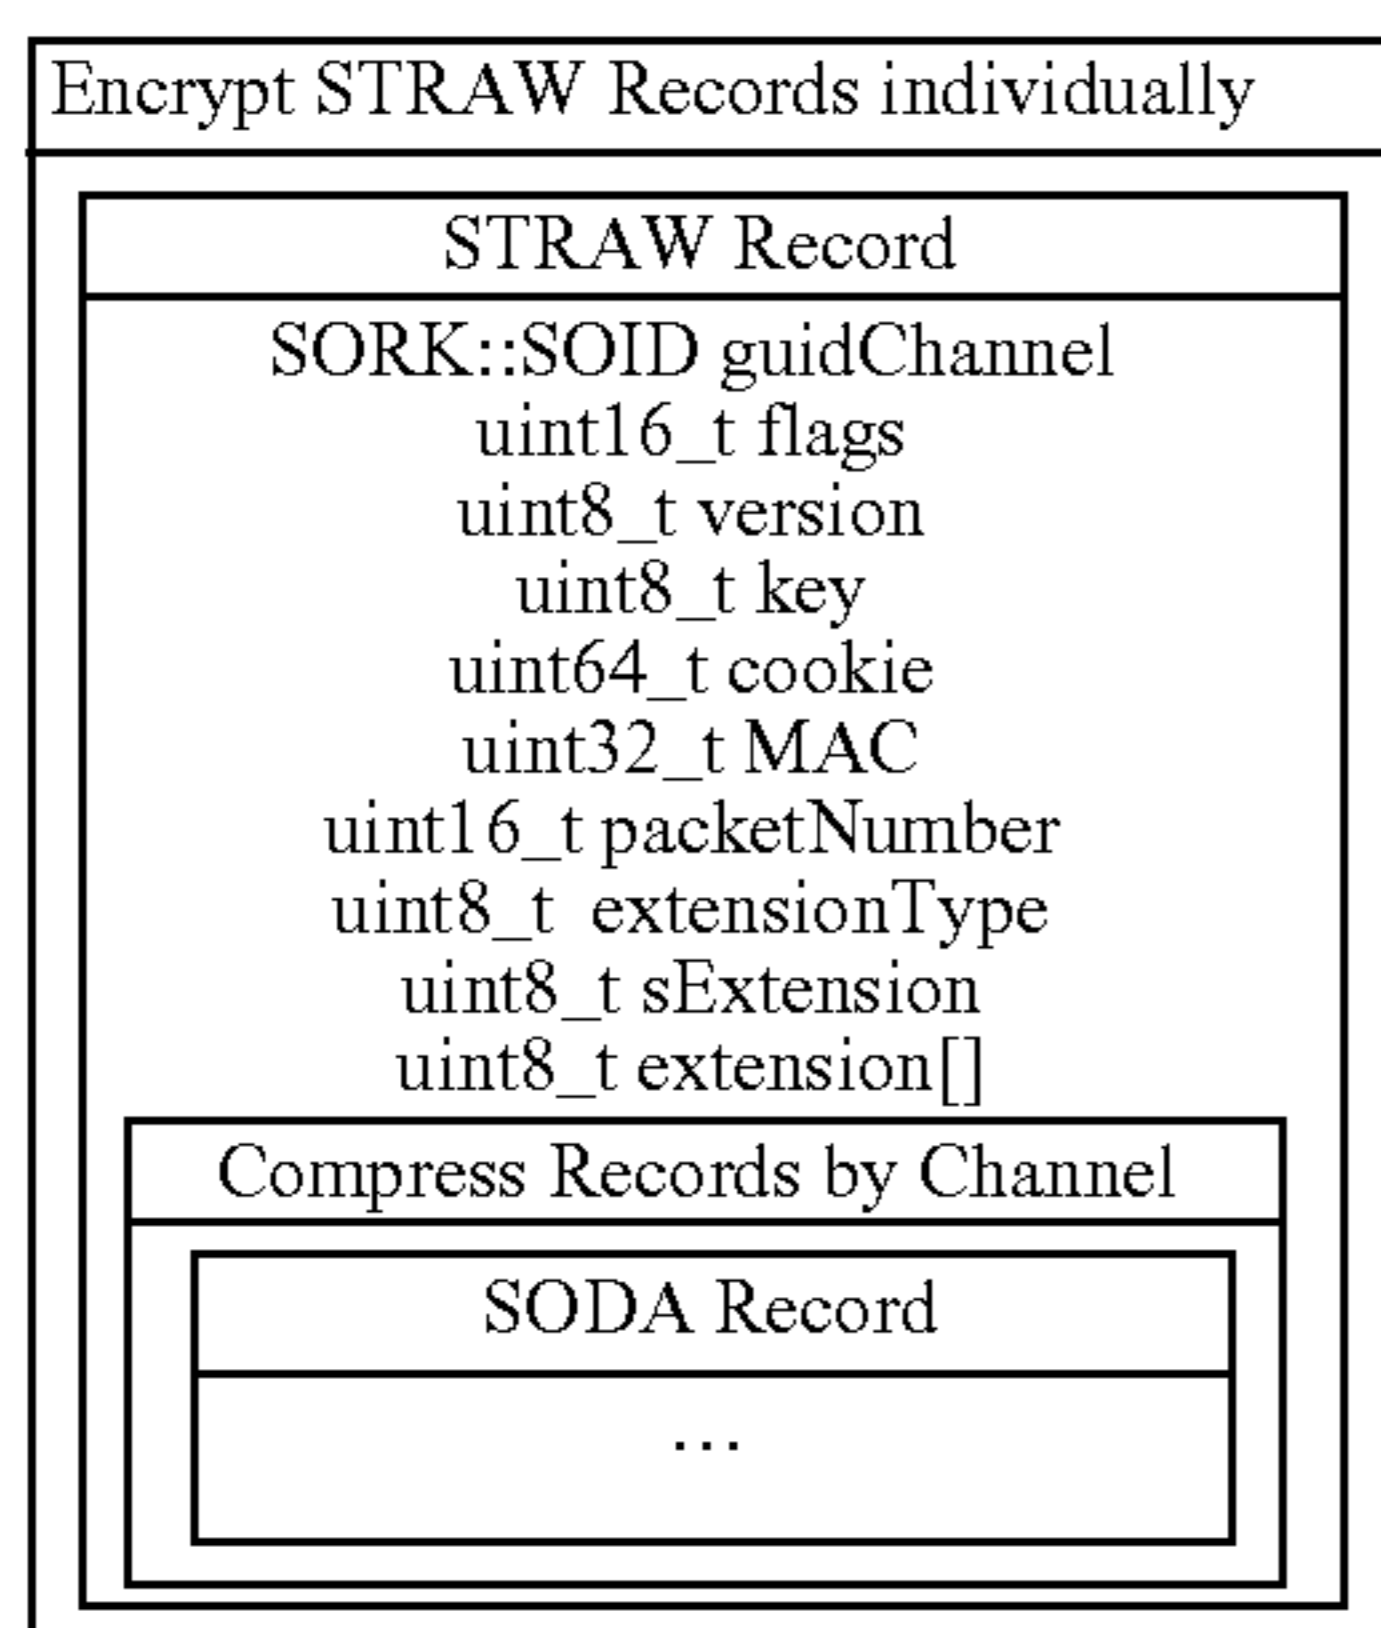 Encrypt STRAW Records individually
STRAW Record
SORK::SOID guidChannel
uint16_t flags
uint8_t version
uint8_t key
uint64_t cookie
uint32_t MAC
uint16_t packetNumber
uint8_t extensionType
uint8_t sExtension
uint8_t extension[]
Compress Records by Channel
SODA Record
...